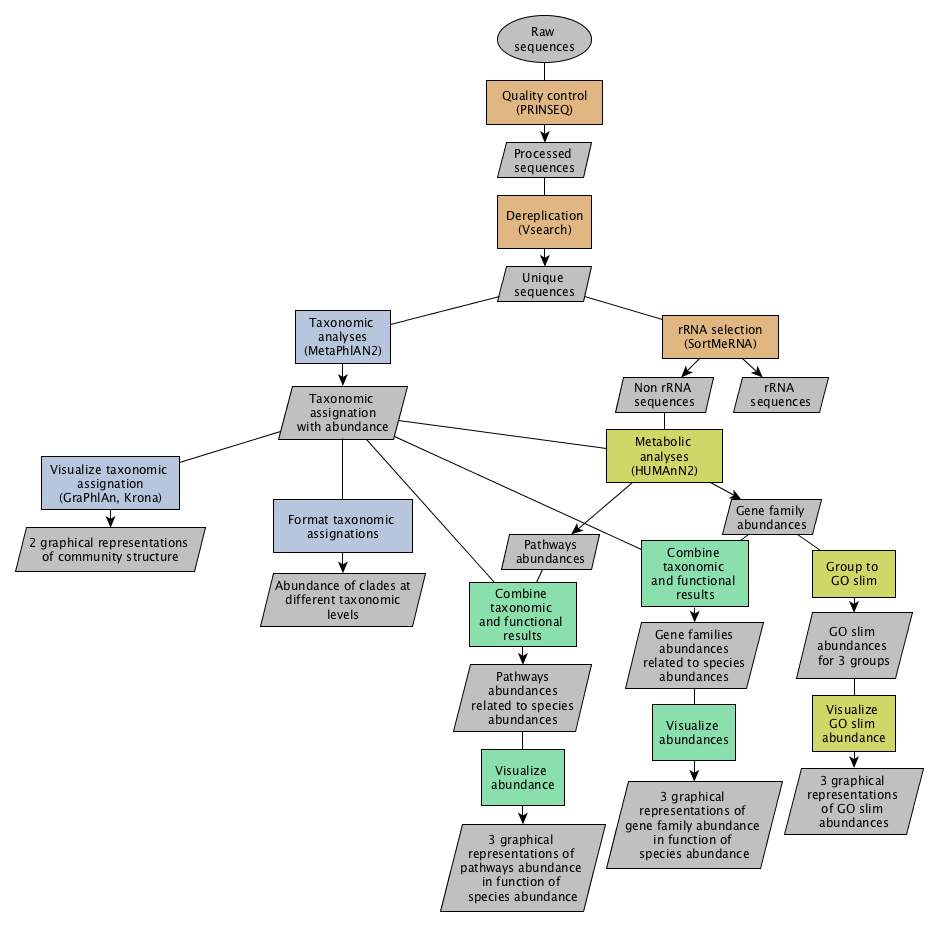 Raw
sequences
Quality control
(PRINSEQ)
Processed
sequences
Dereplication
(Vsearch)
Unique
sequences
Taxonomic
analyses
(MetaPhlAN2)
rRNA selection
(SortMeRNA)
Non rRNA
sequences
rRNA
sequences
Taxonomic
assignation
with abundance
Metabolic
analyses
(HUMAnN2)
Visualize taxonomic
assignation
(GraPhlAn, Krona)
Format taxonomic
assignations
Gene family
abundances
2 graphical representations
of community structure
Pathways
abundances
Combine
taxonomic
and functional
results
Group to
GO slim
Abundance of clades at
different taxonomic
levels
Combine
taxonomic
and functional
results
Gene families
abundances
related to species
abundances
GO slim
abundances
for 3 groups
Pathways
abundances
related to species
abundances
Visualize
abundances
Visualize
GO slim
abundance
Visualize
abundance
3 graphical
representations of
gene family abundance
in function of
species abundance
3 graphical
representations
of GO slim
abundances
3 graphical
representations of
pathways abundance
in function of
species abundance